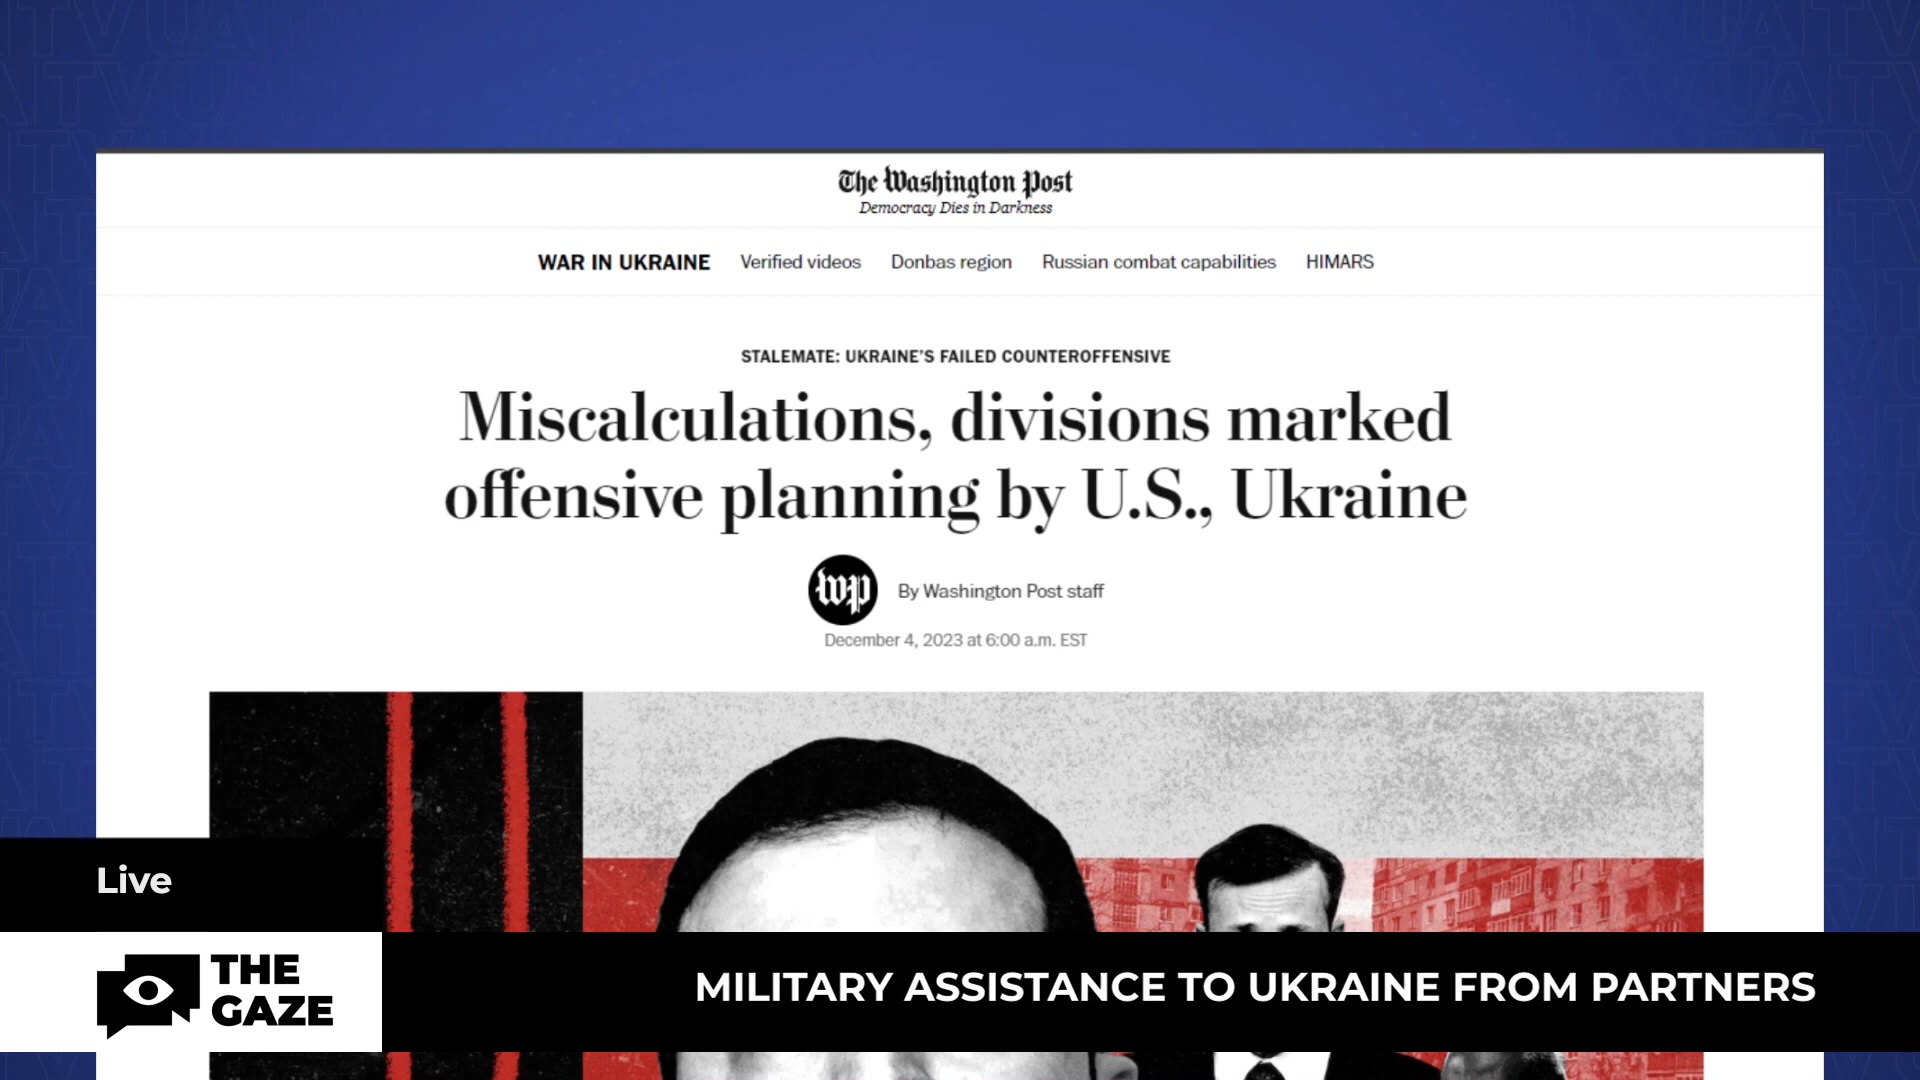 The Washington Post
Democracy Dies in Darkness
WAR IN UKRAINE Verified videos Donbas region Russian combat capabilities HIMARS
STALEMATE: UKRAINE'S FAILED COUNTEROFFENSIVE
Miscalculations, divisions marked
offensive planning by U.S., Ukraine
wp
By Washington Post staff
December 4, 2023 at 6:00 a.m. EST
Live
THE
GAZE
MILITARY ASSISTANCE TO UKRAINE FROM PARTNERS